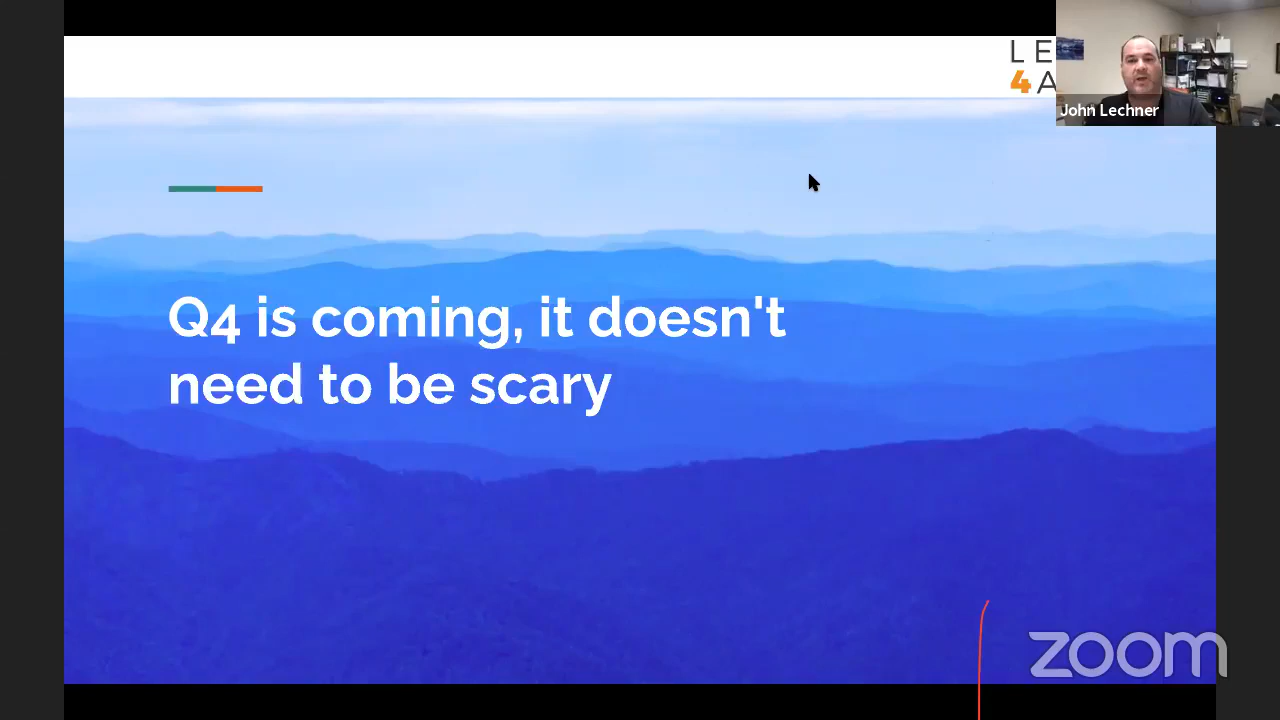 LE
4A
John Lechner
Q4 is coming, it doesn't
need to be scary
zoom